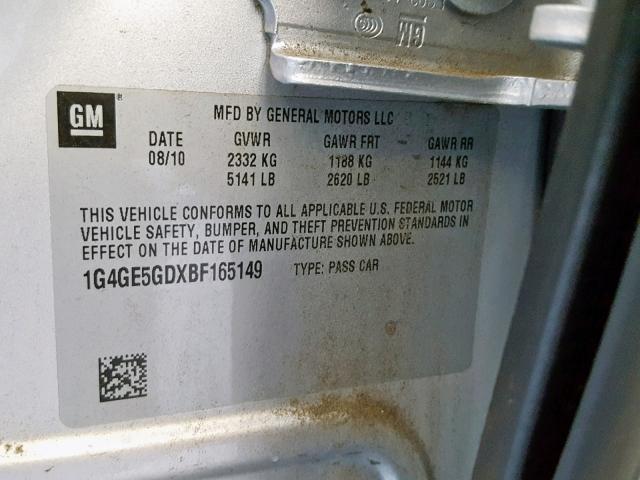 GM
GM
MFD BY GENERAL MOTORS LLC
DATE GVWR GAWR FRT GAWR RR
08/10 2332 KG 1188 KG 1144 KG
5141 LB 2620 LB 2521 LB
THIS VEHICLE CONFORMS TO ALL APPLICABLE U.S. FEDERAL MOTOR
VEHICLE SAFETY, BUMPER, AND THEFT PREVENTION STANDARDS IN
EFFECT ON THE DATE OF MANUFACTURE SHOWN ABOVE.
1G4GE5GDXBF165149 TYPE: PASS CAR